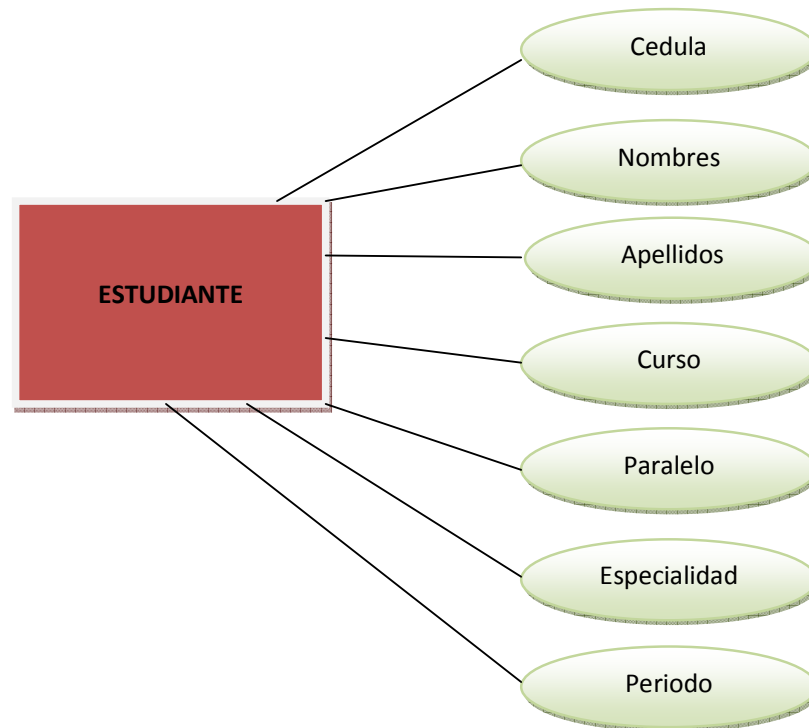 Cedula
Nombres
Apellidos
ESTUDIANTE
Curso
Paralelo
Especialidad
Periodo